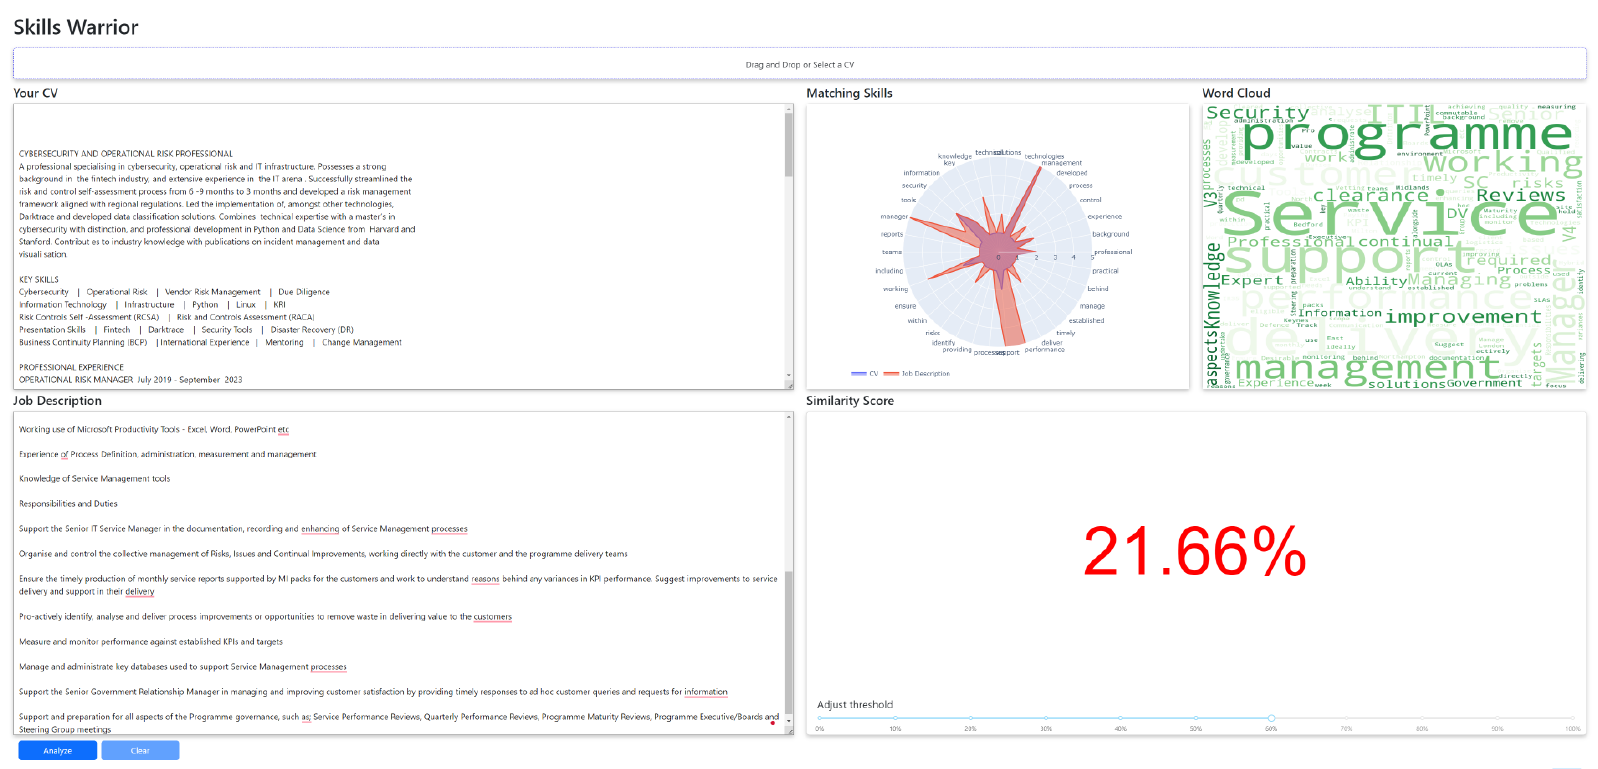 Skills Warrior
Drag and Drop or Select a CV
Your CV
CYBERSECURITY AND OPERATIONAL RISK PROFESSIONAL
A professional specialising in cybersecurity, operational risk and IT infrastructure. Possesses a strong
background in the fintech industry, and extensive experience in the IT arena . Successfully streamlined the
risk and control self-assessment process from 6 -9 months to 3 months and developed a risk management
framework aligned with regional regulations. Led the implementation of, amongst other technologies,
Darktrace and developed data classification solutions. Combines technical expertise with a master's in
cybersecurity with distinction, and professional development in Python and Data Science from Harvard and
Stanford. Contribut es to industry knowledge with publications on incident management and data
visuali sation.
KEY SKILLS
Cybersecurity | Operational Risk | Vendor Risk Management | Due Diligence
Information Technology | Infrastructure | Python | Linux | KRI
Risk Controls Self -Assessment (RCSA) | Risk and Controls Assessment (RACA)
Presentation Skills | Fintech | Darktrace | Security Tools | Disaster Recovery (DR)
Business Continuity Planning (BCP) | International Experience | Mentoring | Change Management
PROFESSIONAL EXPERIENCE
OPERATIONAL RISK MANAGER July 2019 - September 2023
Matching Skills
technical
solutions
knowledge
technologies
key
management
information
developed
security
process
tools
control
manager
experience
reports
background
teams
0 1 2 3 4 5
professional
including
practical
working
behind
ensure
manage
within
established
risks
timely
identify
deliver
providing
performance
processes
support
CV
Job Description
Word Cloud
Security
ITIL
Senior
programme
work
working
customer
timely
SC risks
V3
processes
technical
clearance
Reviews
Service
DV
V4
Professional
continual
support
required
Process
Expert
Ability
Managing
performance
Knowledge
aspects
Information
improvement
delivery
Manager
targets
management
Experience
solutions
Government
Job Description
Working use of Microsoft Productivity Tools - Excel, Word, PowerPoint etc
Experience of Process Definition, administration, measurement and management
Knowledge of Service Management tools
Responsibilities and Duties
Support the Senior IT Service Manager in the documentation, recording and enhancing of Service Management processes
Organise and control the collective management of Risks, Issues and Continual Improvements, working directly with the customer and the programme delivery teams
Ensure the timely production of monthly service reports supported by MI packs for the customers and work to understand reasons behind any variances in KPI performance. Suggest improvements to service
delivery and support in their delivery
Pro-actively identify, analyse and deliver process improvements or opportunities to remove waste in delivering value to the customers
Measure and monitor performance against established KPIs and targets
Manage and administrate key databases used to support Service Management processes
Support the Senior Government Relationship Manager in managing and improving customer satisfaction by providing timely responses to ad hoc customer queries and requests for information
Support and preparation for all aspects of the Programme governance, such as; Service Performance Reviews, Quarterly Performance Reviews, Programme Maturity Reviews, Programme Executive/Boards and
Steering Group meetings
Similarity Score
21.66%
Adjust threshold
0% 10% 20% 30% 40% 50% 60% 70% 80% 90% 100%
Analyze
Clear